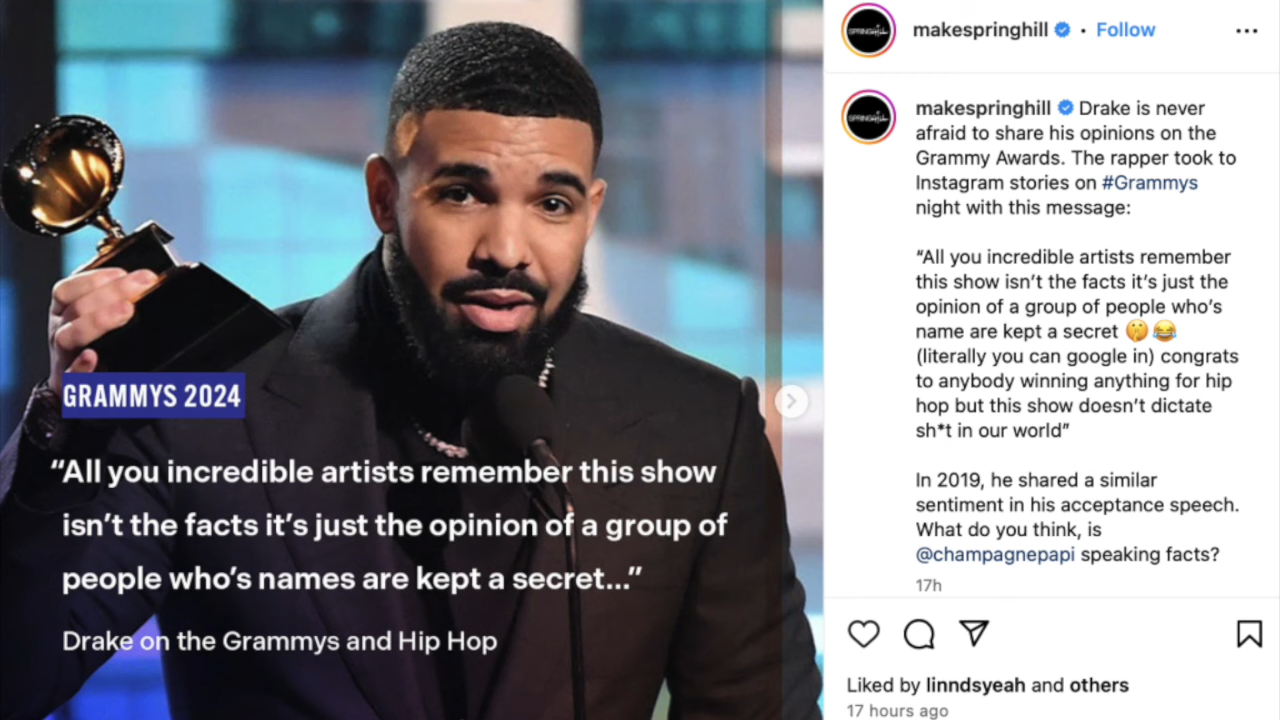 GRAMMYS 2024
“All you incredible artists remember this show
isn’t the facts it’s just the opinion of a group of
people who’s names are kept a secret...”
Drake on the Grammys and Hip Hop
makespringhill • Follow
makespringhill Drake is never
afraid to share his opinions on the
Grammy Awards. The rapper took to
Instagram stories on #Grammys
night with this message:
“All you incredible artists remember
this show isn’t the facts it’s just the
opinion of a group of people who’s
name are kept a secret 🤫😂
(literally you can google in) congrats
to anybody winning anything for hip
hop but this show doesn’t dictate
sh*t in our world”
In 2019, he shared a similar
sentiment in his acceptance speech.
What do you think, is
@champagnepapi speaking facts?
17h
Liked by linndsyeah and others
17 hours ago